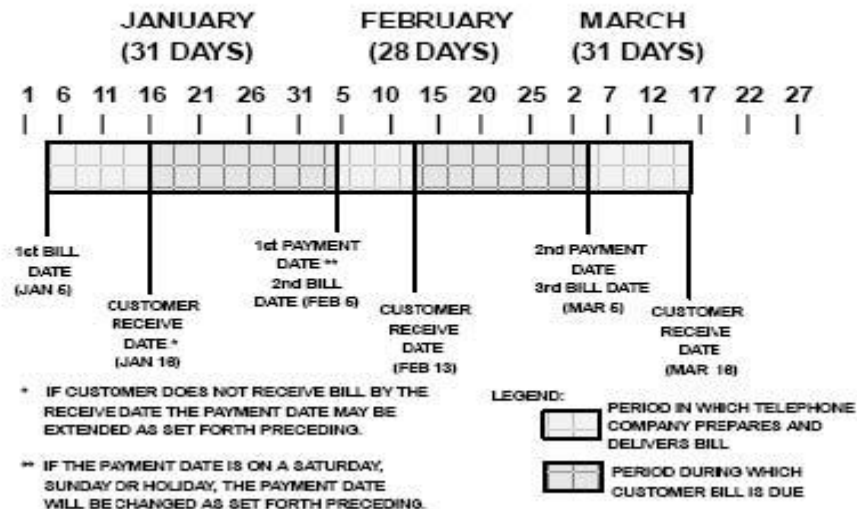 JANUARY FEBRUARY MARCH
(31 DAYS) (28 DAYS) (31 DAYS)
1 6 11 16 21 26 31 5 10 15 20 25 2 7 12 17 22 27
1st BILL
DATE
(JAN 5)
CUSTOMER
RECEIVE
DATE *
(JAN 16)
1st PAYMENT
DATE **
2nd BILL
DATE (FEB 5)
CUSTOMER
RECEIVE
DATE
(FEB 13)
2nd PAYMENT
DATE
3rd BILL DATE
(MAR 5)
CUSTOMER
RECEIVE
DATE
(MAR 16)
* IF CUSTOMER DOES NOT RECEIVE BILL BY THE
RECEIVE DATE THE PAYMENT DATE MAY BE
EXTENDED AS SET FORTH PRECEDING.
** IF THE PAYMENT DATE IS ON A SATURDAY,
SUNDAY OR HOLIDAY, THE PAYMENT DATE
WILL BE CHANGED AS SET FORTH PRECEDING.
LEGEND:
PERIOD IN WHICH TELEPHONE
COMPANY PREPARES AND
DELIVERS BILL
PERIOD DURING WHICH
CUSTOMER BILL IS DUE